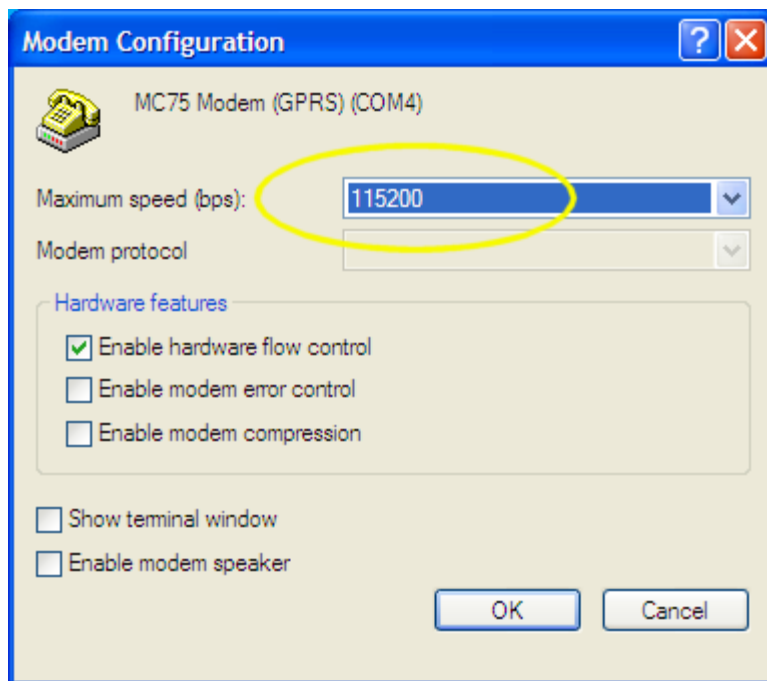 Modem Configuration
MC75 Modem (GPRS) (COM4)
Maximum speed (bps): 115200
Modem protocol
Hardware features
Enable hardware flow control
Enable modem error control
Enable modem compression
Show terminal window
Enable modem speaker
OK Cancel